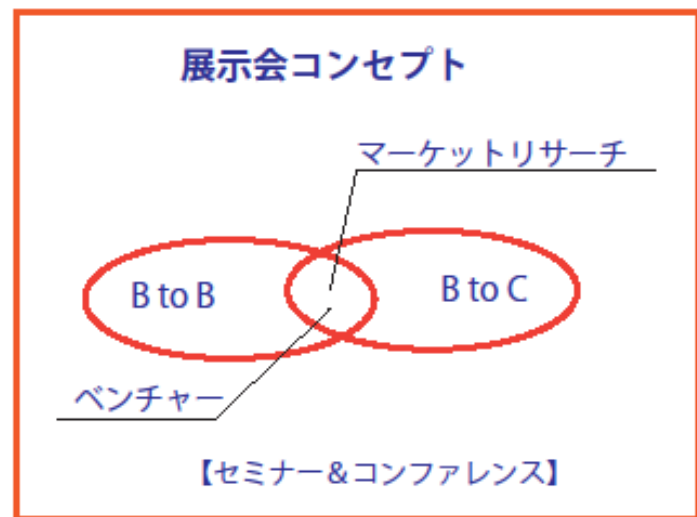 展示会コンセプト
マーケットリサーチ
B to B
B to C
ベンチャー
【セミナー＆コンファレンス】